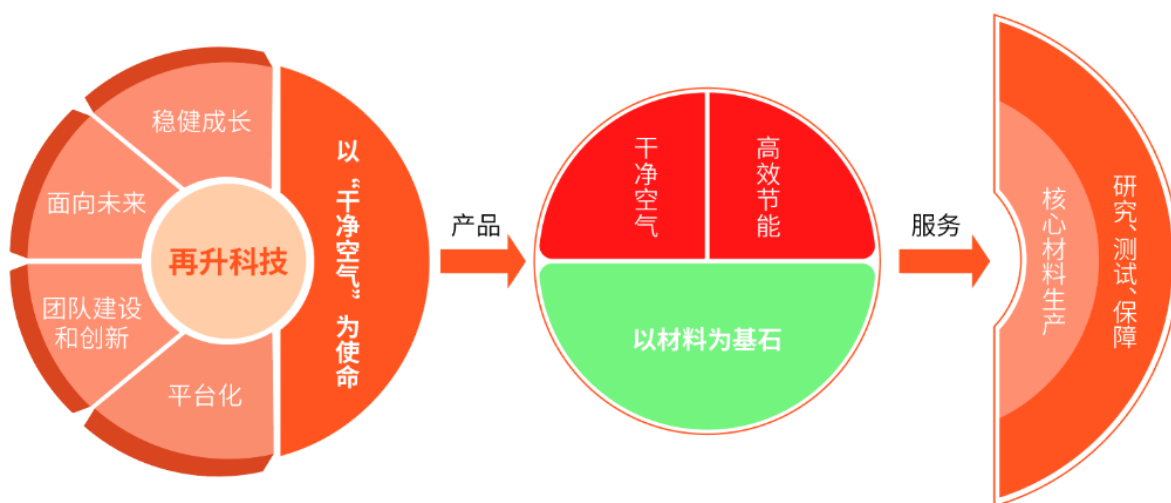 稳健成长
面向未来
再升科技
团队建设
和创新
平台化
以“干净空气”为使命
产品
干净空气
高效节能
以材料为基石
服务
核心材料生产
研究、测试、保障